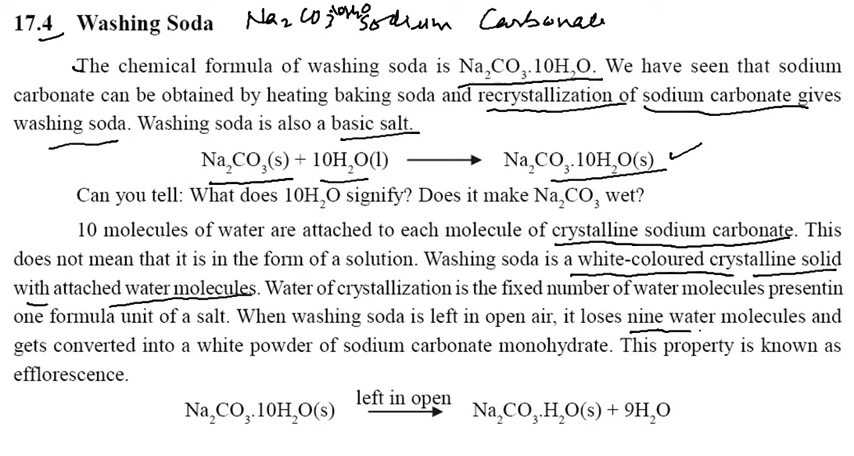 17.4 Washing Soda Na₂CO₃10H₂O Sodium Carbonate
The chemical formula of washing soda is Na₂CO₃.10H₂O. We have seen that sodium
carbonate can be obtained by heating baking soda and recrystallization of sodium carbonate gives
washing soda. Washing soda is also a basic salt.
Na₂CO₃(s) + 10H₂O(l) ⟶ Na₂CO₃.10H₂O(s)
Can you tell: What does 10H₂O signify? Does it make Na₂CO₃ wet?
10 molecules of water are attached to each molecule of crystalline sodium carbonate. This
does not mean that it is in the form of a solution. Washing soda is a white-coloured crystalline solid
with attached water molecules. Water of crystallization is the fixed number of water molecules presentin
one formula unit of a salt. When washing soda is left in open air, it loses nine water molecules and
gets converted into a white powder of sodium carbonate monohydrate. This property is known as
efflorescence.
left in open
Na₂CO₃.10H₂O(s) ⟶ Na₂CO₃.H₂O(s) + 9H₂O